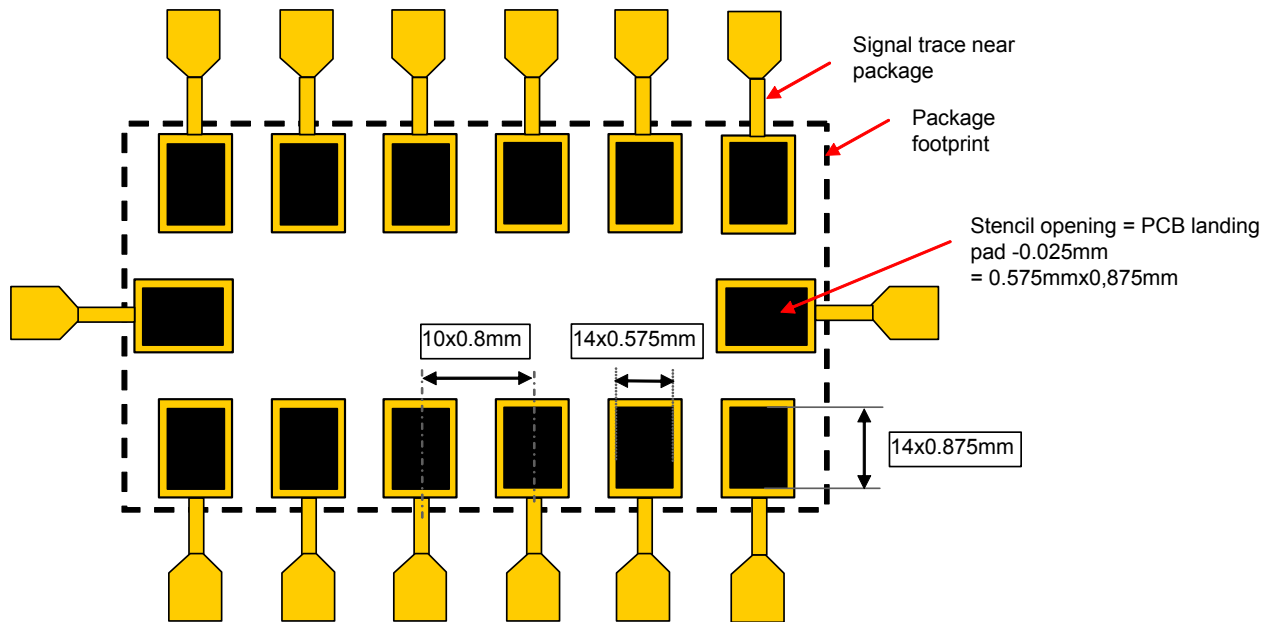 Signal trace near
package
Package
footprint
Stencil opening = PCB landing
pad -0.025mm
= 0.575mmx0,875mm
10x0.8mm
14x0.575mm
14x0.875mm